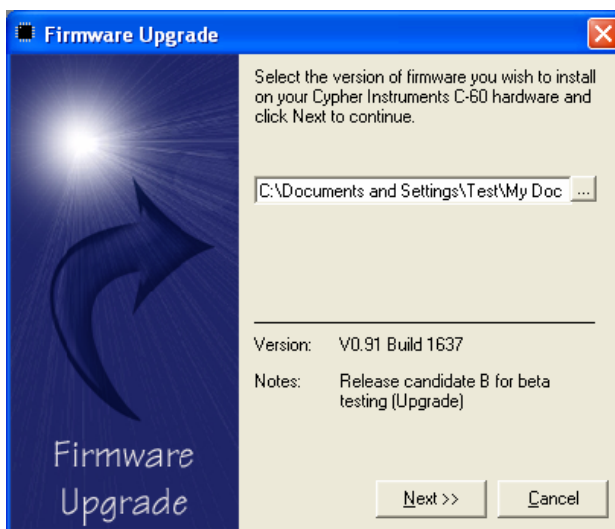 Firmware Upgrade
Select the version of firmware you wish to install
on your Cypher Instruments C-60 hardware and
click Next to continue.
C:\Documents and Settings\Test\My Doc ...
Version: V0.91 Build 1637
Notes: Release candidate B for beta
testing (Upgrade)
Firmware
Upgrade
Next >> Cancel